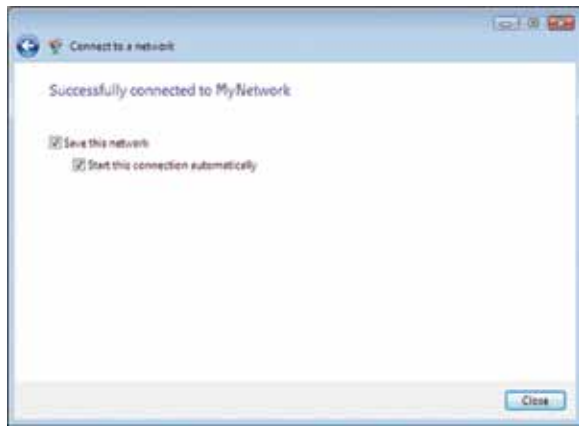 Connect to a network
Successfully connected to MyNetwork
Save this network
Start this connection automatically
Close